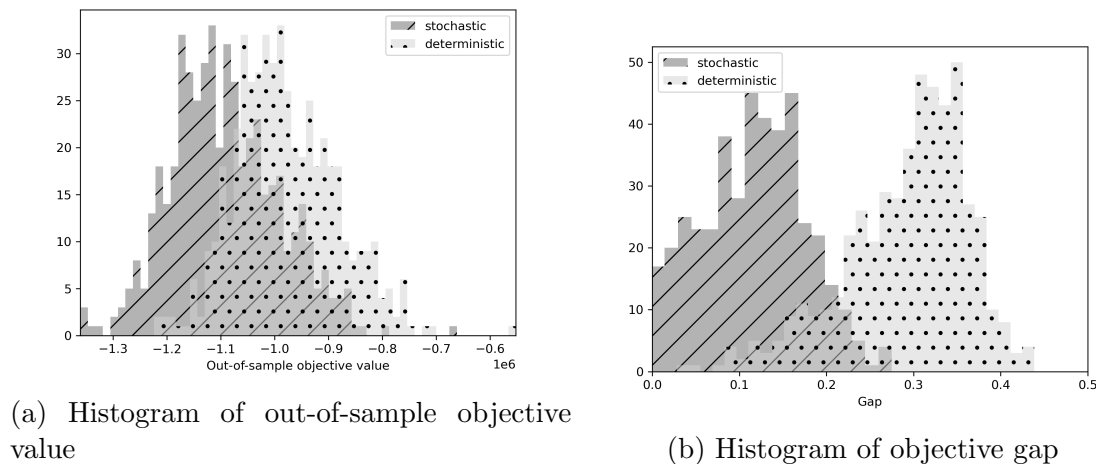 stochastic
deterministic
30
25
20
15
10
5
0
−1.3 −1.2 −1.1 −1.0 −0.9 −0.8 −0.7 −0.6
Out-of-sample objective value 1e6
(a) Histogram of out-of-sample objective
value
stochastic
deterministic
50
40
30
20
10
0
0.0 0.1 0.2 0.3 0.4 0.5
Gap
(b) Histogram of objective gap